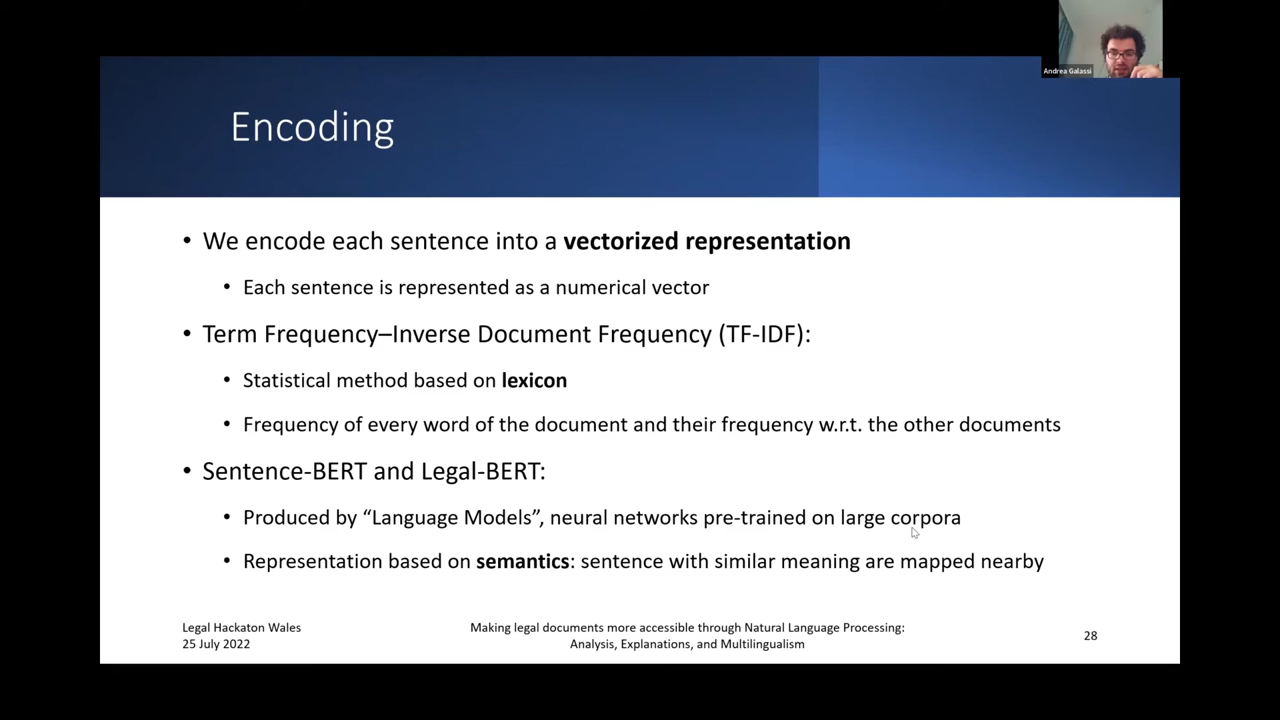 Andrea Galassi
Encoding
• We encode each sentence into a vectorized representation
• Each sentence is represented as a numerical vector
• Term Frequency–Inverse Document Frequency (TF-IDF):
• Statistical method based on lexicon
• Frequency of every word of the document and their frequency w.r.t. the other documents
• Sentence-BERT and Legal-BERT:
• Produced by “Language Models”, neural networks pre-trained on large corpora
• Representation based on semantics: sentence with similar meaning are mapped nearby
Legal Hackaton Wales
25 July 2022
Making legal documents more accessible through Natural Language Processing:
Analysis, Explanations, and Multilingualism
28